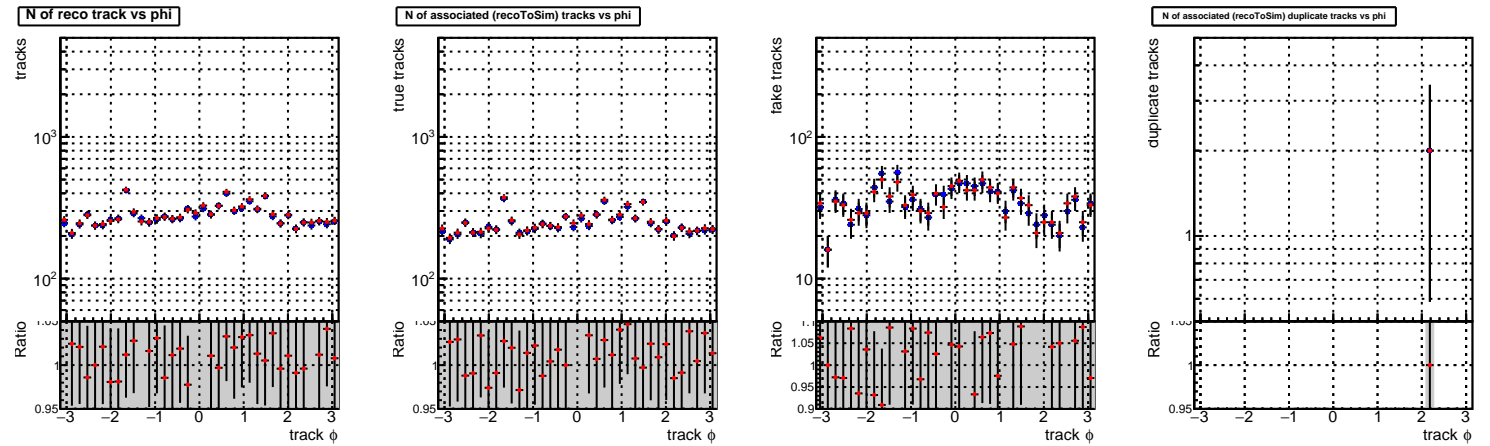 N of reco track vs phi
tracks
10³
10²
Ratio
1
0.95
−3 −2 −1 0 1 2 3
track ϕ
N of associated (recoToSim) tracks vs phi
true tracks
10³
10²
Ratio
1
0.95
−3 −2 −1 0 1 2 3
track ϕ
fake tracks
10²
10
Ratio
1.05
1
0.95
0.9
−3 −2 −1 0 1 2 3
track ϕ
N of associated (recoToSim) duplicate tracks vs phi
duplicate tracks
1
Ratio
1
0.95
−3 −2 −1 0 1 2 3
track ϕ